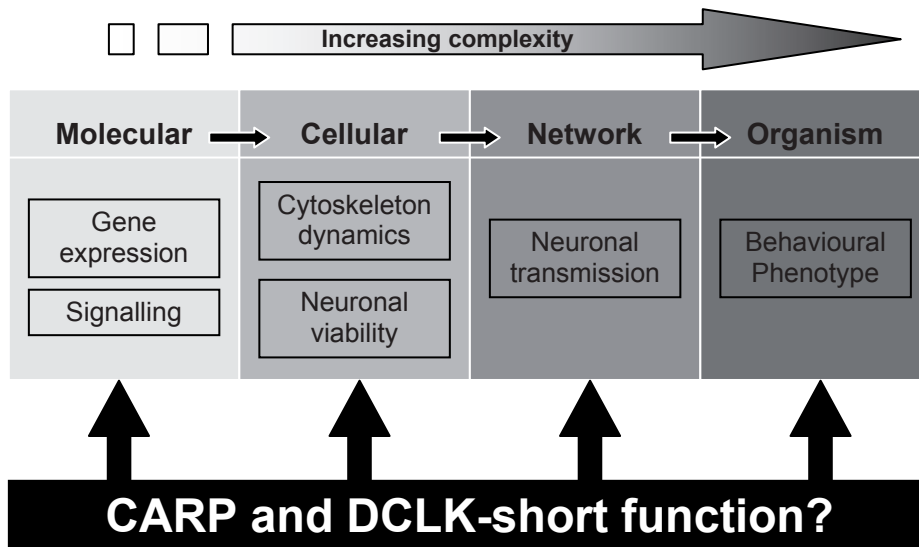 Increasing complexity
Molecular
Cellular
Network
Organism
Gene
expression
Signalling
Cytoskeleton
dynamics
Neuronal
viability
Neuronal
transmission
Behavioural
Phenotype
CARP and DCLK-short function?